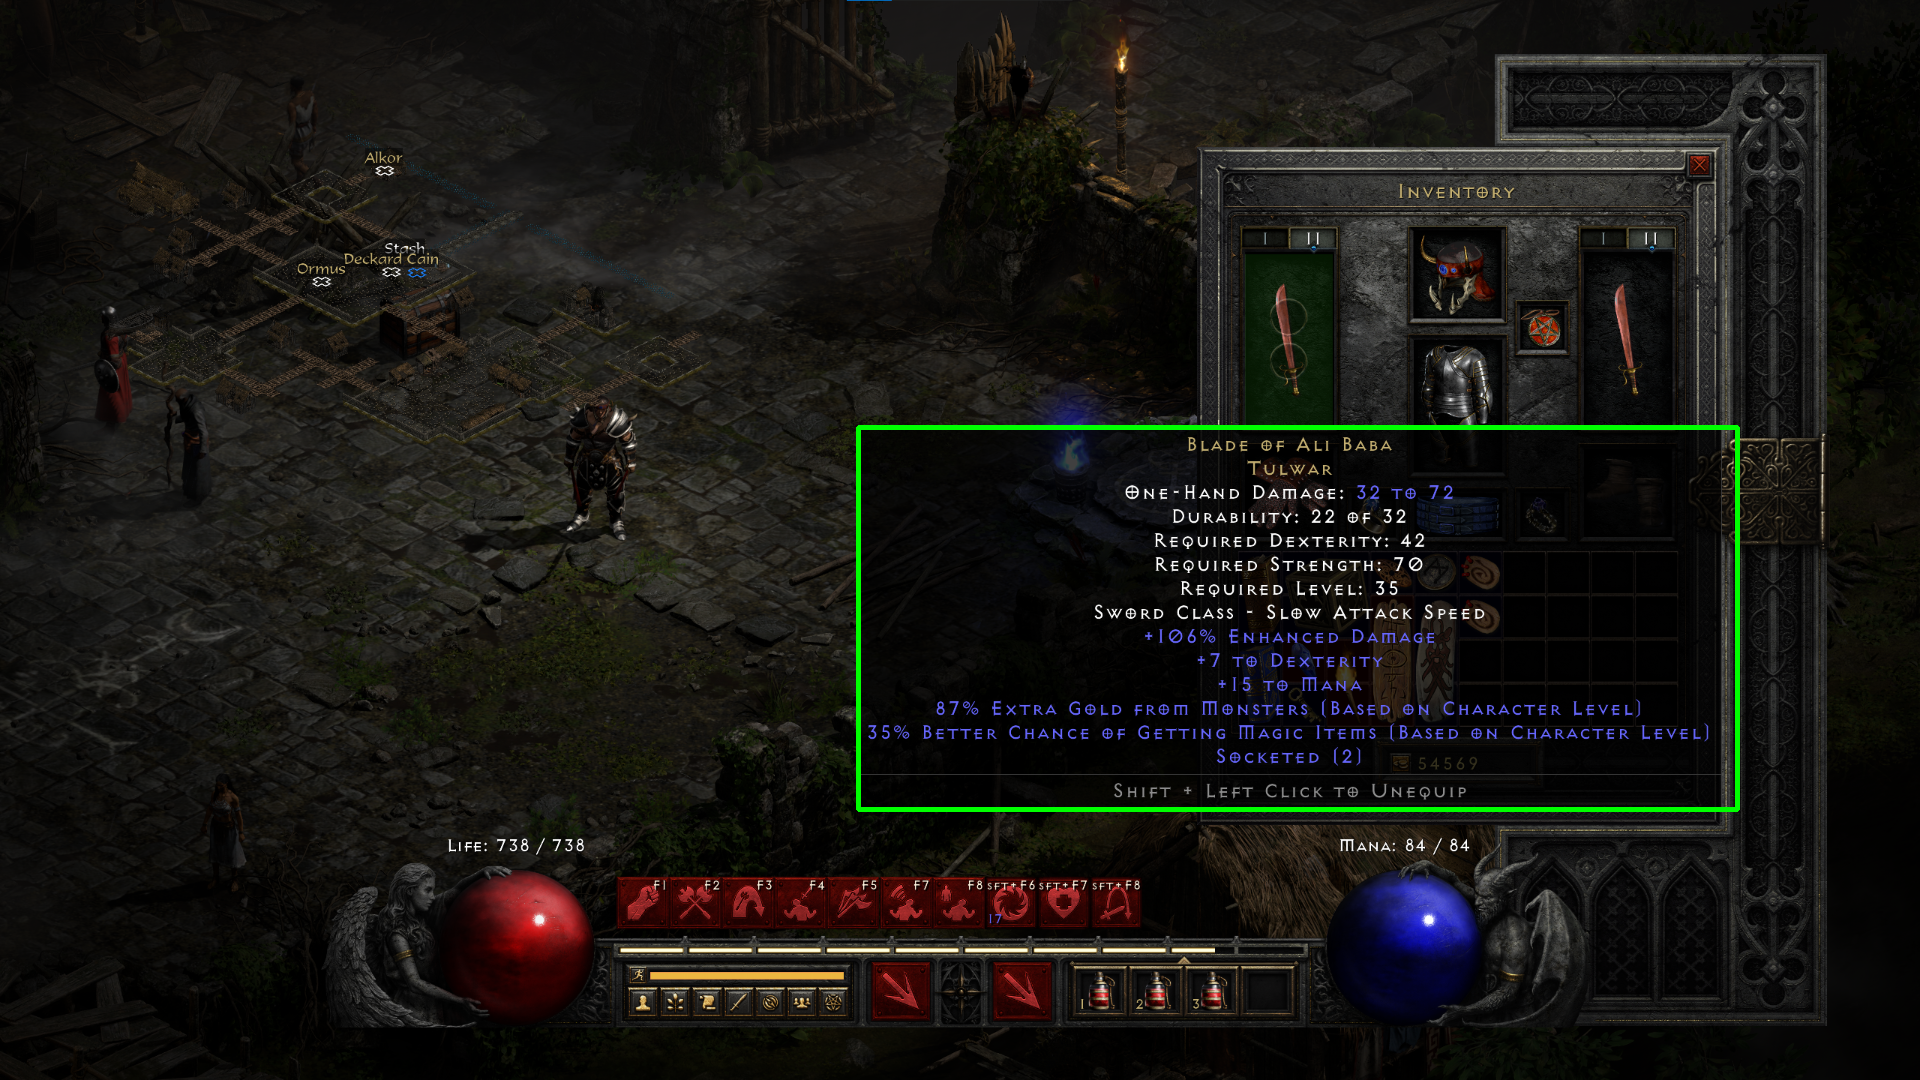 Alkor
Stash
Deckard Cain
Ormus
Inventory
I II
I II
Blade of Ali Baba
Tulwar
One-Hand Damage: 32 to 72
Durability: 22 of 32
Required Dexterity: 42
Required Strength: 70
Required Level: 35
Sword Class - Slow Attack Speed
+106% Enhanced Damage
+7 to Dexterity
+15 to Mana
87% Extra Gold from Monsters (Based on Character Level)
35% Better Chance of Getting Magic Items (Based on Character Level)
Socketed (2)
54569
Shift + Left Click to Unequip
Life: 738 / 738
Mana: 84 / 84
F1 F2 F3 F4 F5 F7 F8 SFT+F6 SFT+F7 SFT+F8
17
1 2 3